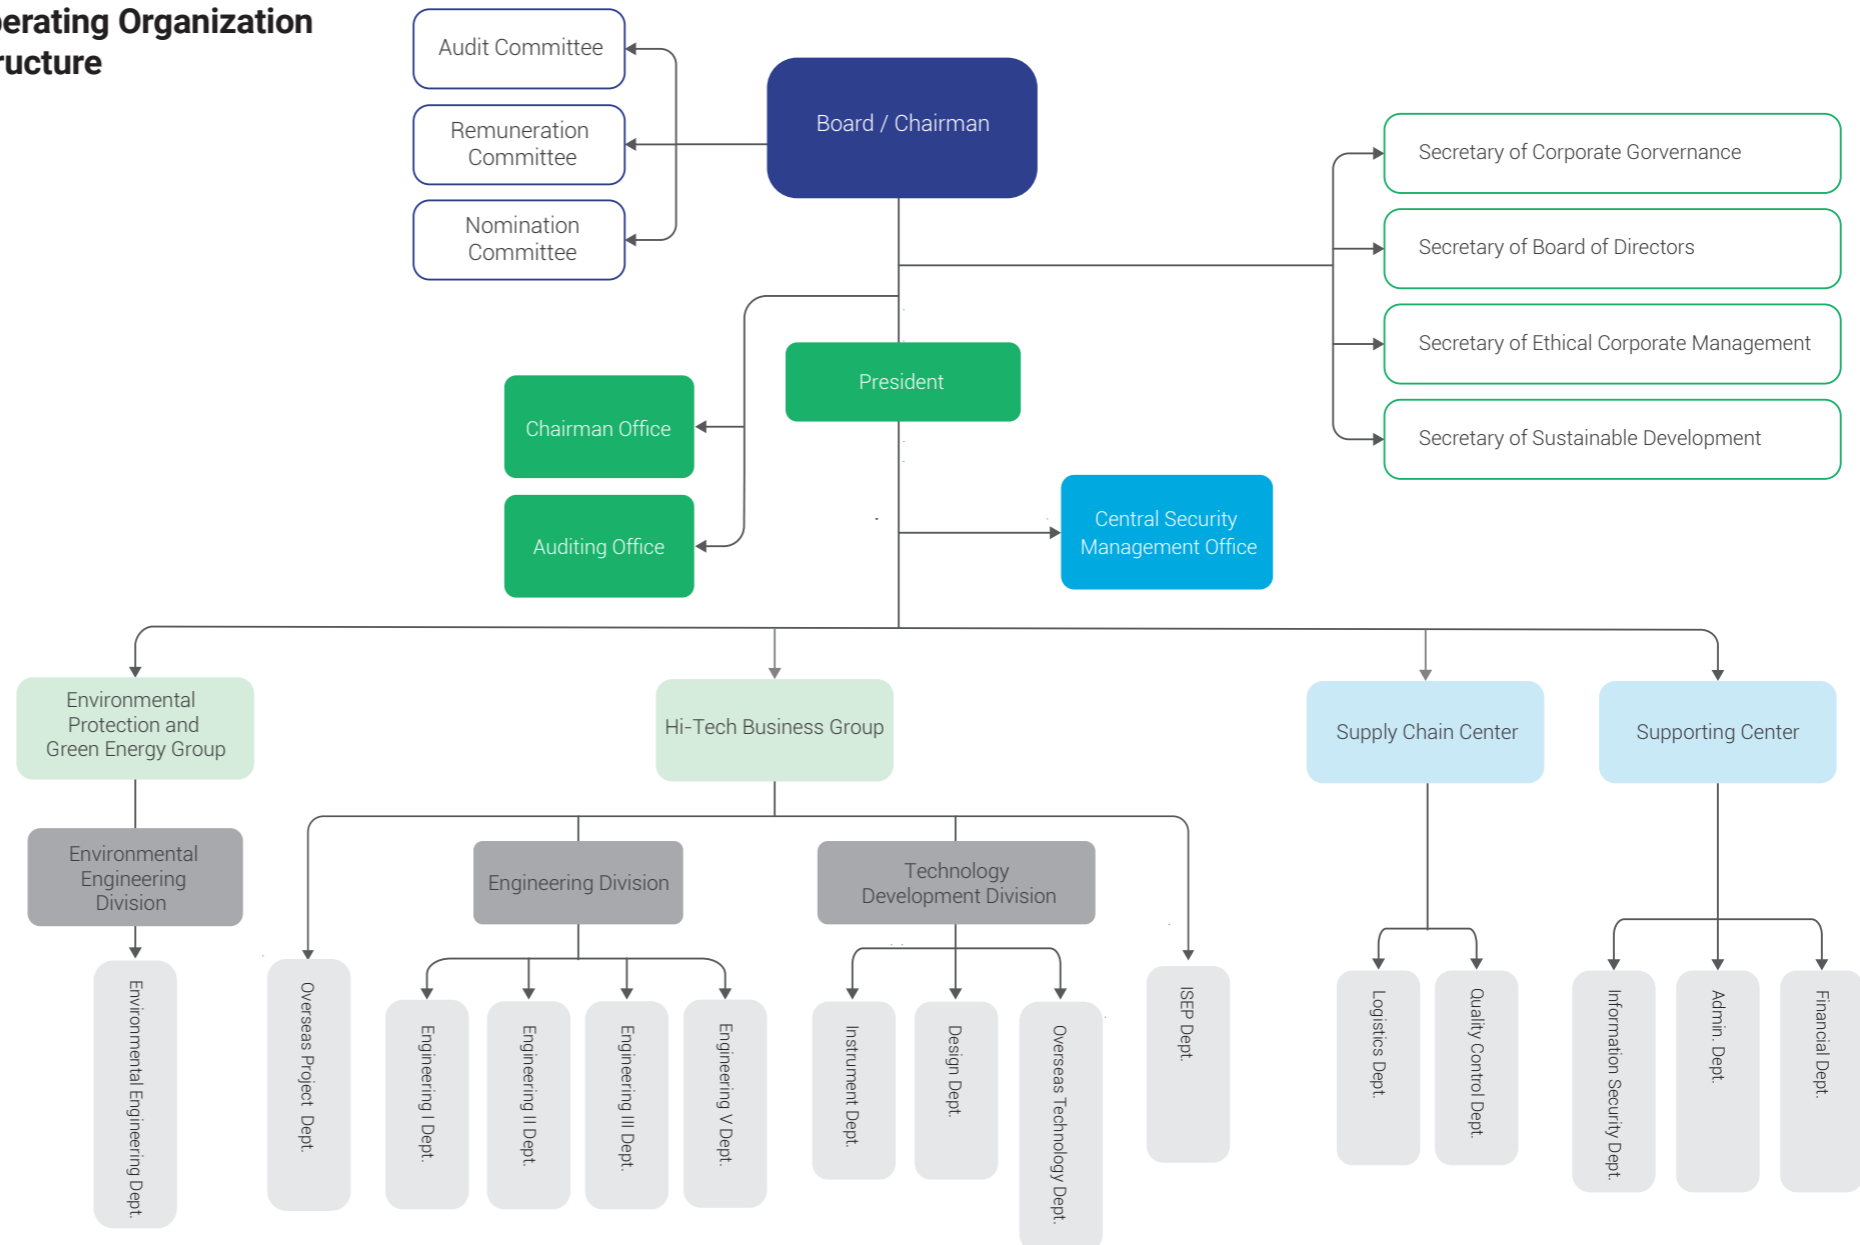 perating Organization
ructure
Audit Committee
Remuneration
Committee
Nomination
Committee
Board / Chairman
Secretary of Corporate Gorvernance
Secretary of Board of Directors
Secretary of Ethical Corporate Management
Secretary of Sustainable Development
President
Chairman Office
Auditing Office
Central Security
Management Office
Environmental
Protection and
Green Energy Group
Hi-Tech Business Group
Supply Chain Center
Supporting Center
Environmental
Engineering
Division
Engineering Division
Technology
Development Division
Environmental Engineering Dept.
Overseas Project Dept.
Engineering I Dept.
Engineering II Dept.
Engineering III Dept.
Engineering V Dept.
Instrument Dept.
Design Dept.
Overseas Technology Dept.
ISEP Dept.
Logistics Dept.
Quality Control Dept.
Information Security Dept.
Admin. Dept.
Financial Dept.